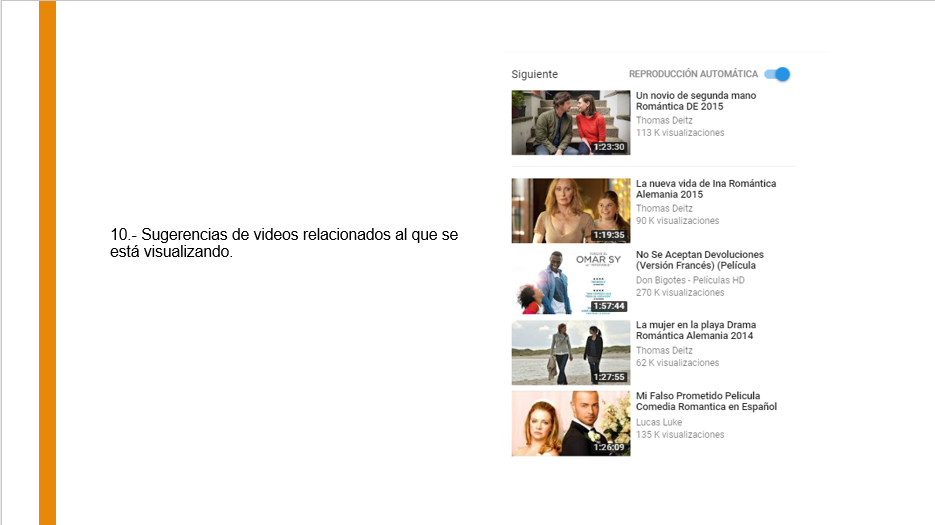 10.- Sugerencias de videos relacionados al que se
está visualizando.
Siguiente
REPRODUCCIÓN AUTOMÁTICA
Un novio de segunda mano
Romántica DE 2015
Thomas Deitz
113 K visualizaciones
1:23:30
La nueva vida de Ina Romántica
Alemania 2015
Thomas Deitz
90 K visualizaciones
1:19:35
No Se Aceptan Devoluciones
(Versión Francés) (Película
Don Bigotes - Películas HD
270 K visualizaciones
OMAR SY
1:57:44
La mujer en la playa Drama
Romántica Alemania 2014
Thomas Deitz
62 K visualizaciones
1:27:55
Mi Falso Prometido Pelicula
Comedia Romantica en Español
Lucas Luke
135 K visualizaciones
1:26:09